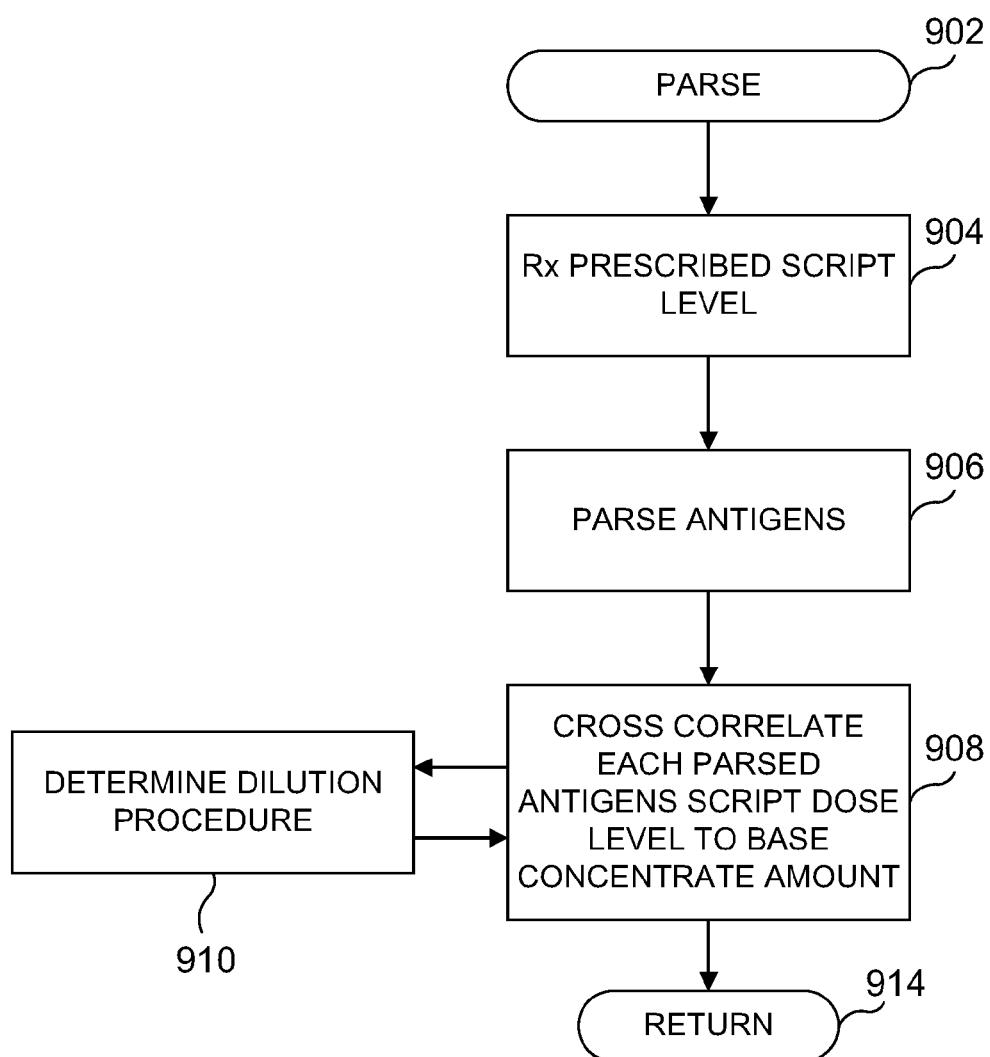 902
PARSE
904
Rx PRESCRIBED SCRIPT
LEVEL
906
PARSE ANTIGENS
908
CROSS CORRELATE
EACH PARSED
ANTIGENS SCRIPT DOSE
LEVEL TO BASE
CONCENTRATE AMOUNT
DETERMINE DILUTION
PROCEDURE
910
914
RETURN